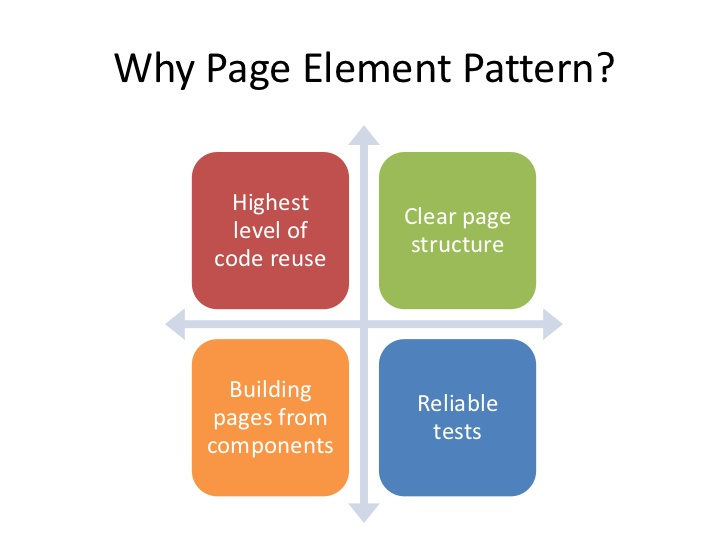 Why Page Element Pattern?
Highest
level of
code reuse
Clear page
structure
Building
pages from
components
Reliable
tests